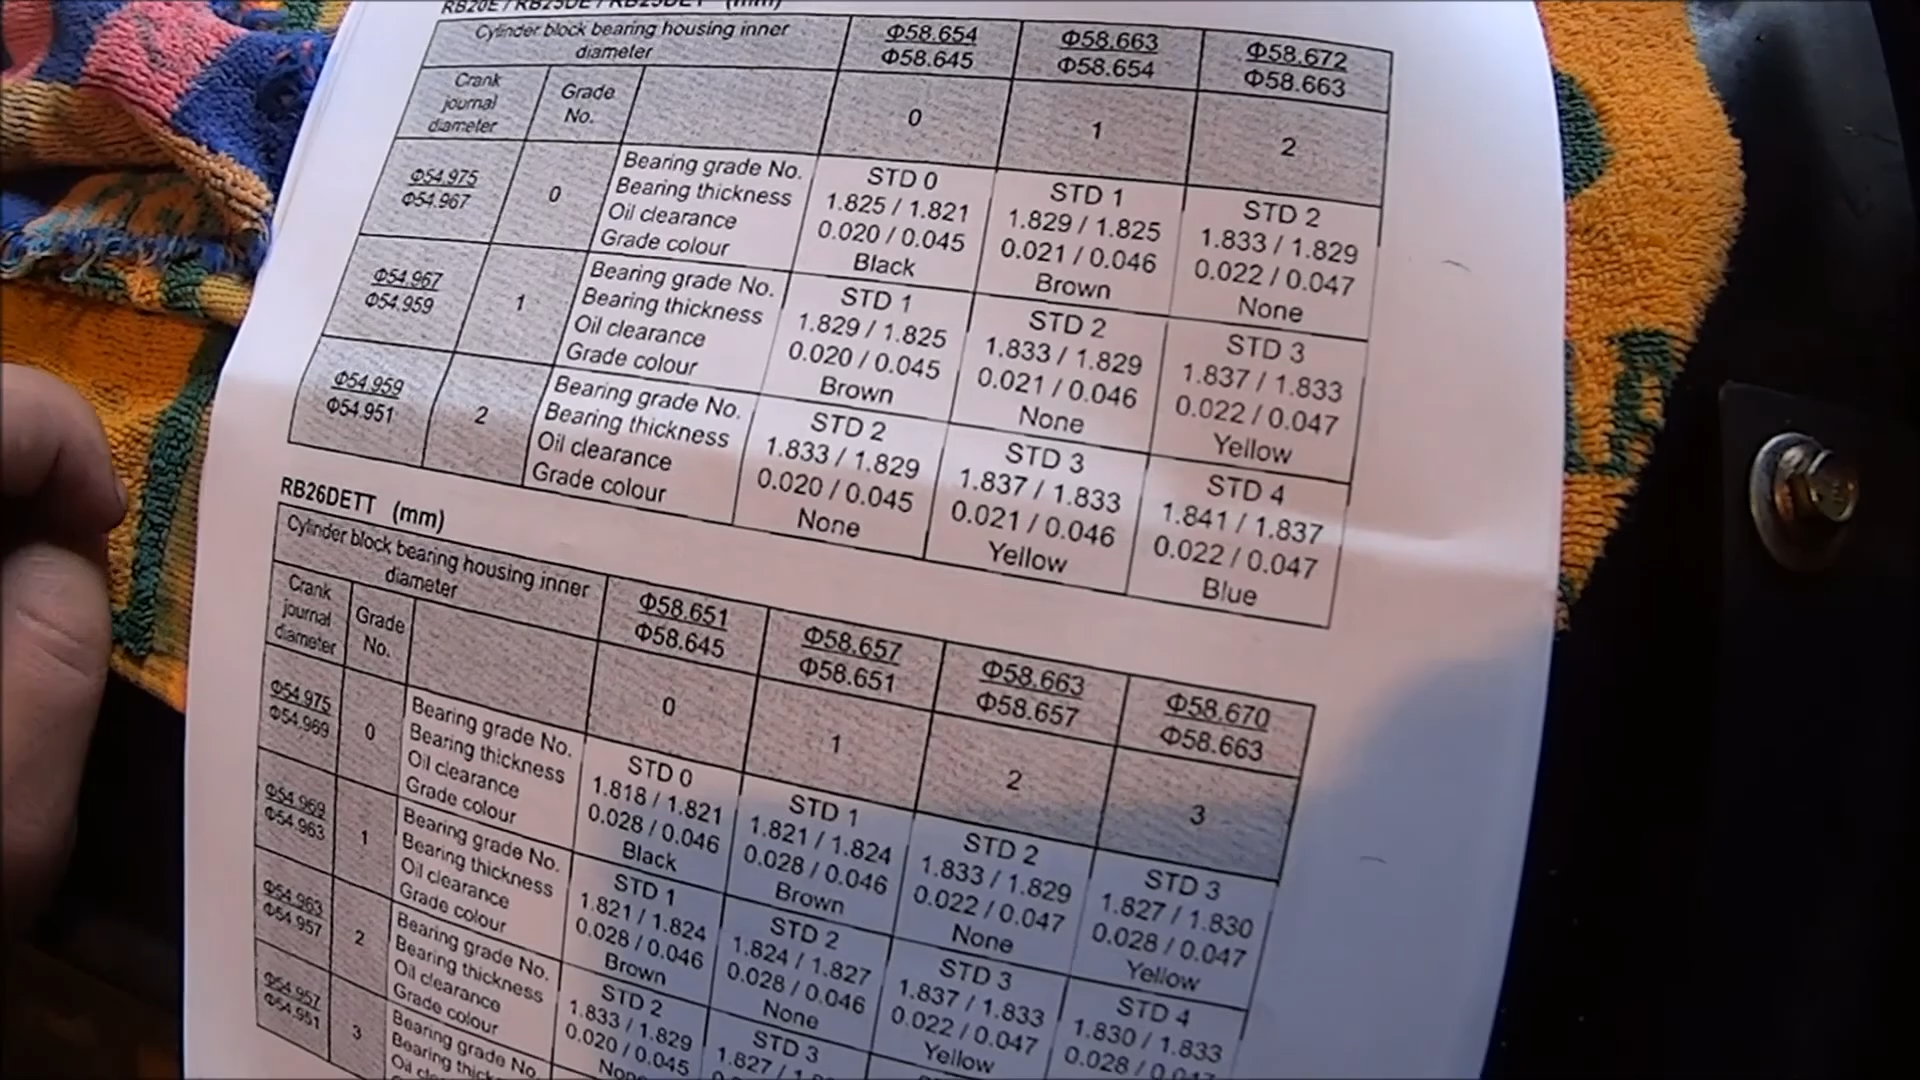 RB20E / RB25DE / RB25DET (mm)
Cylinder block bearing housing inner diameter
Φ58.654 Φ58.663 Φ58.672
Φ58.645 Φ58.654 Φ58.663
Crank journal diameter Grade No. 0 1 2
Φ54.975 Φ54.967 0
Bearing grade No. STD 0 STD 1 STD 2
Bearing thickness 1.825 / 1.821 1.829 / 1.825 1.833 / 1.829
Oil clearance 0.020 / 0.045 0.021 / 0.046 0.022 / 0.047
Grade colour Black Brown None
Φ54.967 Φ54.959 1
Bearing grade No. STD 1 STD 2 STD 3
Bearing thickness 1.829 / 1.825 1.833 / 1.829 1.837 / 1.833
Oil clearance 0.020 / 0.045 0.021 / 0.046 0.022 / 0.047
Grade colour Brown None Yellow
Φ54.959 Φ54.951 2
Bearing grade No. STD 2 STD 3 STD 4
Bearing thickness 1.833 / 1.829 1.837 / 1.833 1.841 / 1.837
Oil clearance 0.020 / 0.045 0.021 / 0.046 0.022 / 0.047
Grade colour None Yellow Blue
RB26DETT (mm)
Cylinder block bearing housing inner diameter
Φ58.651 Φ58.657 Φ58.663 Φ58.670
Φ58.645 Φ58.651 Φ58.657 Φ58.663
Crank journal diameter Grade No. 0 1 2 3
Φ54.975 Φ54.969 0
Bearing grade No. STD 0 STD 1 STD 2 STD 3
Bearing thickness 1.818 / 1.821 1.821 / 1.824 1.833 / 1.829 1.827 / 1.830
Oil clearance 0.028 / 0.046 0.028 / 0.046 0.022 / 0.047 0.028 / 0.047
Grade colour Black Brown None Yellow
Φ54.969 Φ54.963 1
Bearing grade No. STD 1 STD 2 STD 3 STD 4
Bearing thickness 1.821 / 1.824 1.824 / 1.827 1.837 / 1.833 1.830 / 1.833
Oil clearance 0.028 / 0.046 0.028 / 0.046 0.022 / 0.047 0.028 /
Grade colour Brown None Yellow
Φ54.963 Φ54.957 2
Bearing grade No. STD 2 STD 3
Bearing thickness 1.833 / 1.829 1.827 /
Oil clearance 0.020 / 0.045
Grade colour None
Φ54.957 Φ54.951 3
Bearing grade No.
Bearing
Oil